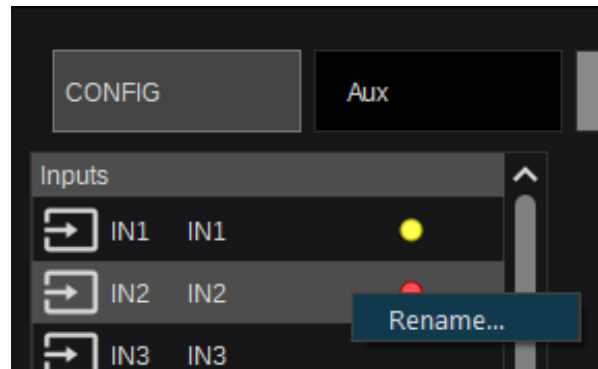 CONFIG Aux
Inputs
IN1 IN1
IN2 IN2
Rename...
IN3 IN3